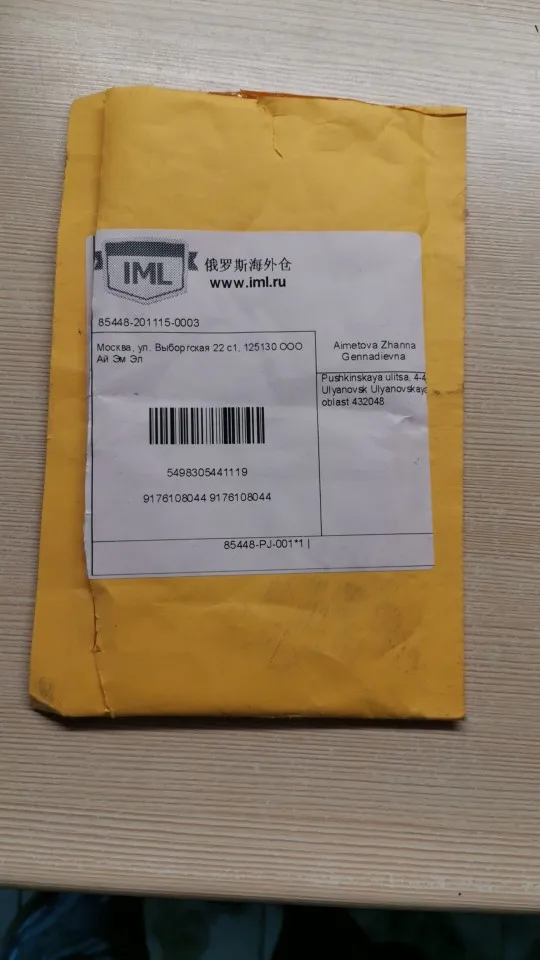 IML
俄罗斯海外仓
www.iml.ru
85448-201115-0003
Москва, ул. Выборгская 22 с1, 125130 ООО
Ай Эм Эл
5498305441119
9176108044 9176108044
Aimetova Zhanna
Gennadievna
Pushkinskaya ulitsa, 4-4
Ulyanovsk Ulyanovskaya
oblast 432048
85448-PJ-001*1 |